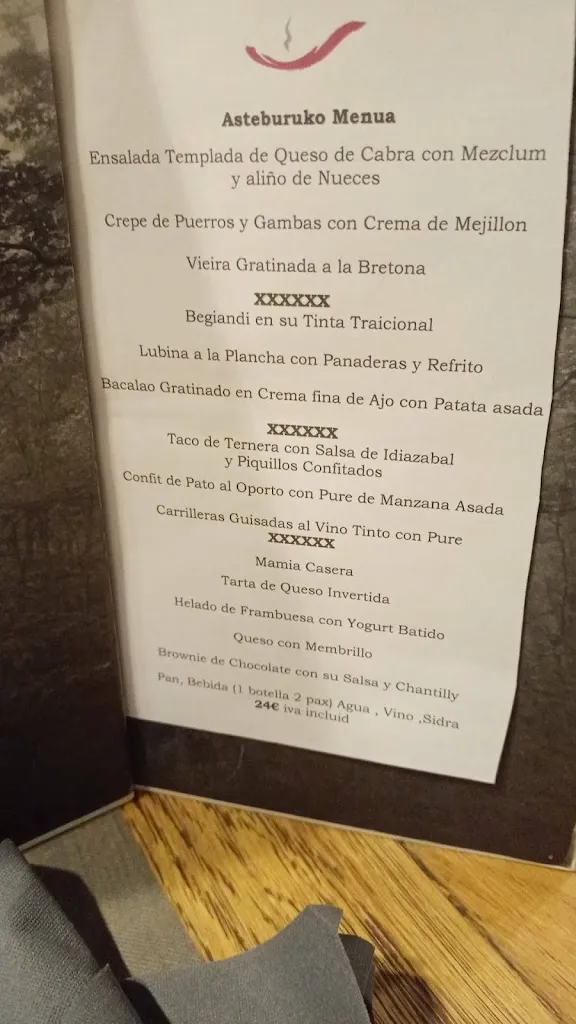 Asteburuko Menua
Ensalada Templada de Queso de Cabra con Mezclum
y aliño de Nueces
Crepe de Puerros y Gambas con Crema de Mejillon
Vieira Gratinada a la Bretona
XXXXXX
Begiandi en su Tinta Traicional
Lubina a la Plancha con Panaderas y Refrito
Bacalao Gratinado en Crema fina de Ajo con Patata asada
XXXXXX
Taco de Ternera con Salsa de Idiazabal
y Piquillos Confitados
Confit de Pato al Oporto con Pure de Manzana Asada
Carrilleras Guisadas al Vino Tinto con Pure
XXXXXX
Mamia Casera
Tarta de Queso Invertida
Helado de Frambuesa con Yogurt Batido
Queso con Membrillo
Brownie de Chocolate con su Salsa y Chantilly
Pan, Bebida (1 botella 2 pax) Agua , Vino ,Sidra
24€ iva incluid